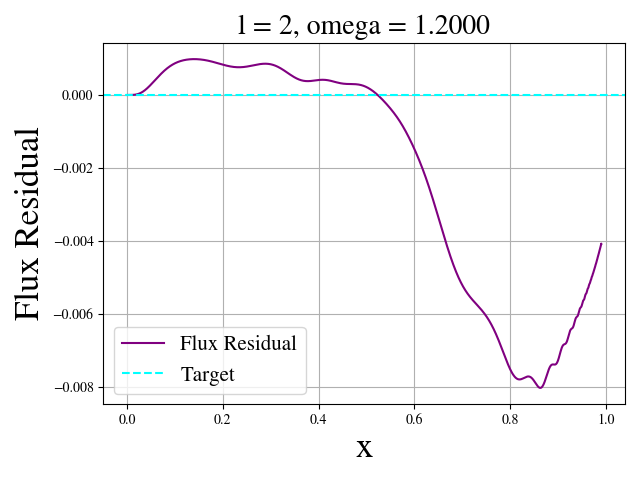 l = 2, omega = 1.2000
Flux Residual
0.000
−0.002
−0.004
−0.006
−0.008
Flux Residual
Target
0.0 0.2 0.4 0.6 0.8 1.0
x